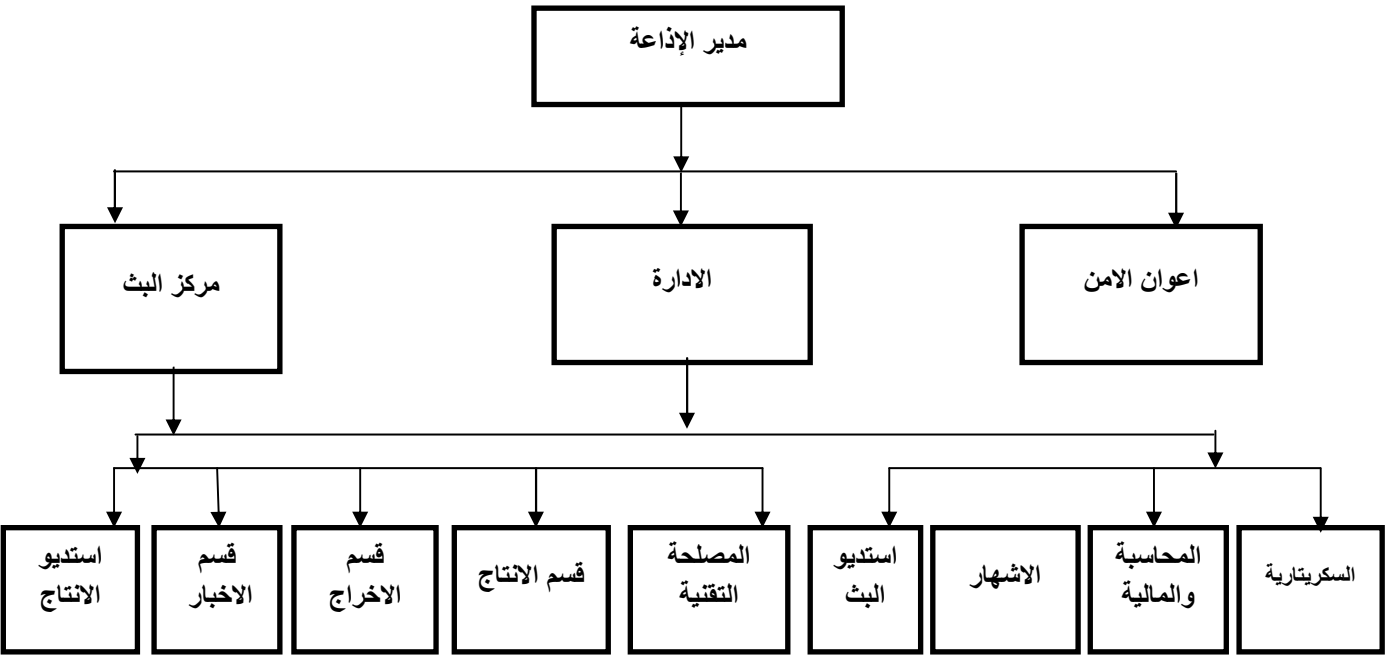 مدير الإذاعة
اعوان الامن
الادارة
مركز البث
السكريتارية
المحاسبة
والمالية
الاشهار
استديو
البث
المصلحة
التقنية
قسم الانتاج
قسم
الاخراج
قسم
الاخبار
استديو
الانتاج